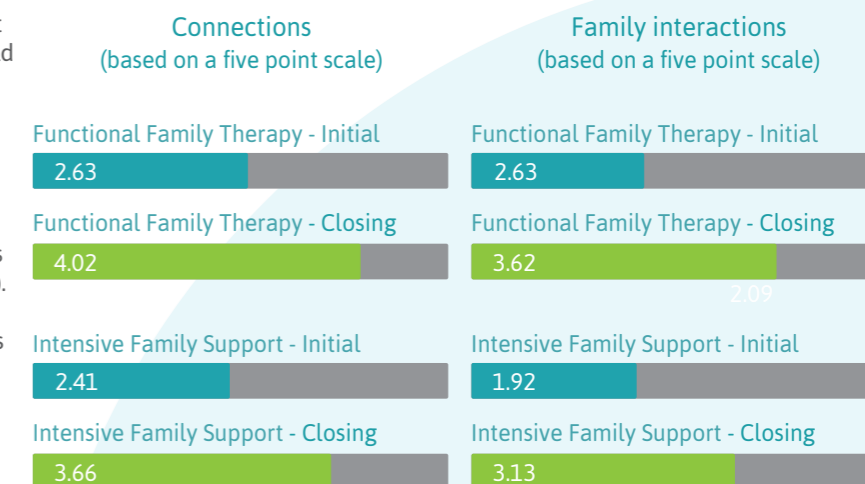 Connections
(based on a five point scale)
Functional Family Therapy - Initial
2.63
Functional Family Therapy - Closing
4.02
Intensive Family Support - Initial
2.41
Intensive Family Support - Closing
3.66
Family interactions
(based on a five point scale)
Functional Family Therapy - Initial
2.63
Functional Family Therapy - Closing
3.62
2.09
Intensive Family Support - Initial
1.92
Intensive Family Support - Closing
3.13